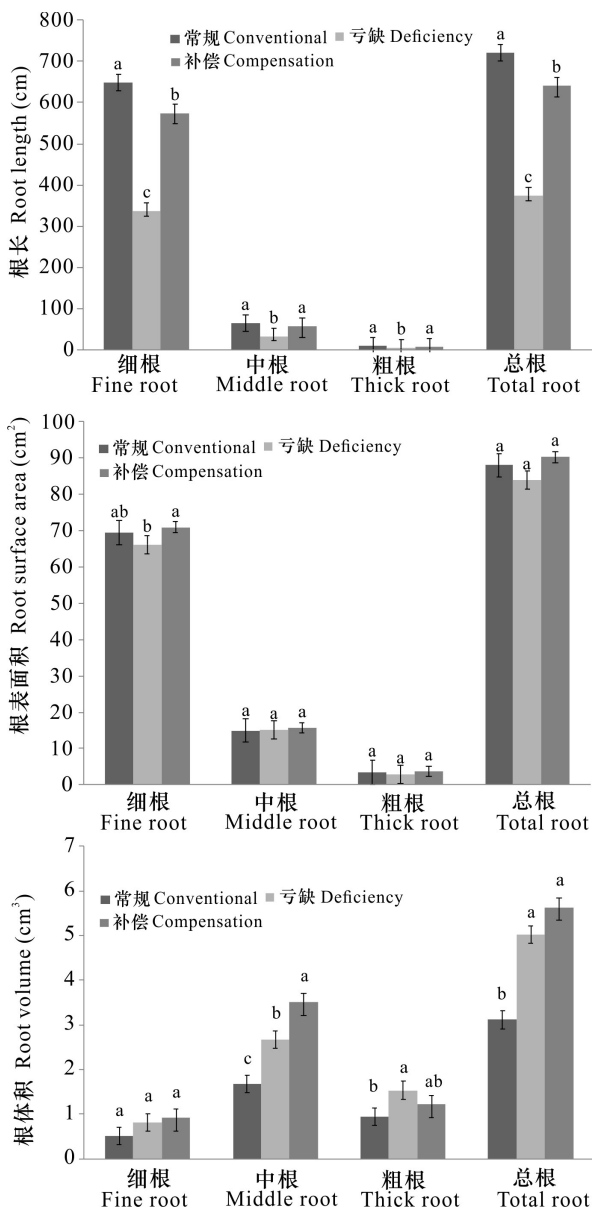 800
700
600
500
400
300
200
100
0
根长 Root length (cm)
常规 Conventional 亏缺 Deficiency
补偿 Compensation
a
c
b
a
b
a
a
b
a
a
c
b
细根 中根 粗根 总根
Fine root Middle root Thick root Total root
100
90
80
70
60
50
40
30
20
10
0
根表面积 Root surface area (cm²)
常规 Conventional 亏缺 Deficiency
补偿 Compensation
ab
b
a
a
a
a
a
a
a
a
a
a
细根 中根 粗根 总根
Fine root Middle root Thick root Total root
7
6
5
4
3
2
1
0
根体积 Root volume (cm³)
常规 Conventional 亏缺 Deficiency
补偿 Compensation
a
a
a
c
b
a
b
a
ab
b
a
a
细根 中根 粗根 总根
Fine root Middle root Thick root Total root